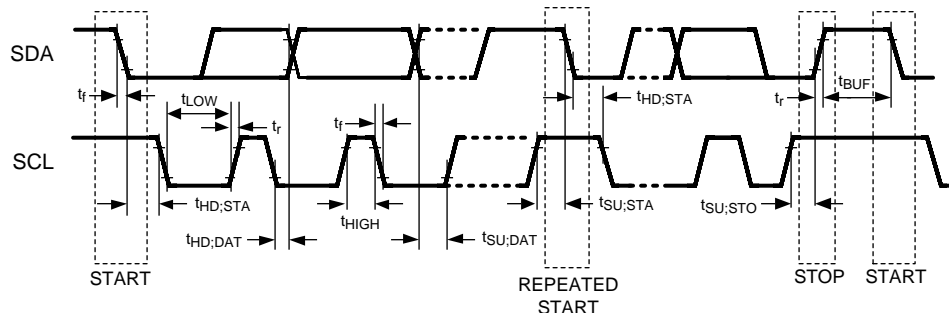 SDA
tf
tLOW
tr
tf
tHD;STA
tr
tBUF
SCL
tHD;STA
tHD;DAT
tHIGH
tSU;DAT
tSU;STA
tSU;STO
START
REPEATED
START
STOP
START